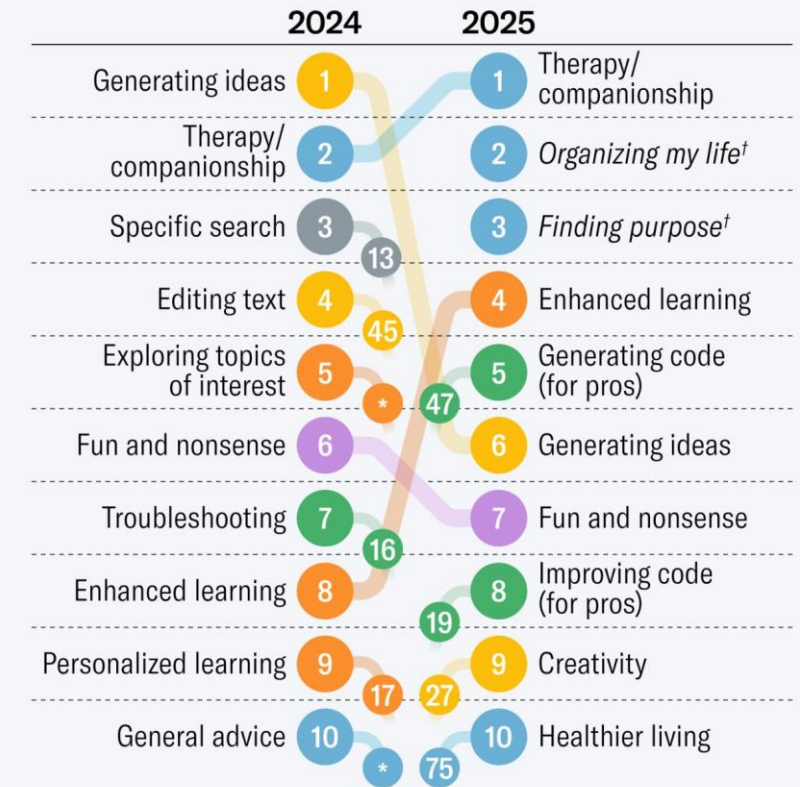 2024 2025
Generating ideas 1 1 Therapy/
companionship
Therapy/
companionship 2 2 Organizing my life†
Specific search 3 13 3 Finding purpose†
Editing text 4 45 4 Enhanced learning
Exploring topics
of interest 5 * 47 5 Generating code
(for pros)
Fun and nonsense 6 6 Generating ideas
Troubleshooting 7 16 7 Fun and nonsense
Enhanced learning 8 19 8 Improving code
(for pros)
Personalized learning 9 17 27 9 Creativity
General advice 10 * 75 10 Healthier living